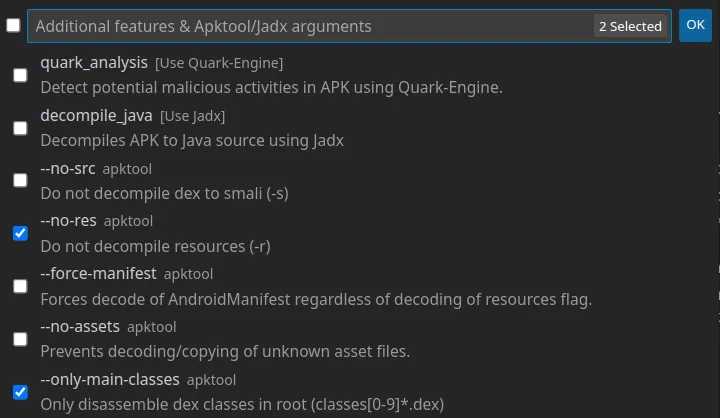 Additional features & Apktool/Jadx arguments 2 Selected OK
quark_analysis [Use Quark-Engine]
Detect potential malicious activities in APK using Quark-Engine.
decompile_java [Use Jadx]
Decompiles APK to Java source using Jadx
--no-src apktool
Do not decompile dex to smali (-s)
--no-res apktool
Do not decompile resources (-r)
--force-manifest apktool
Forces decode of AndroidManifest regardless of decoding of resources flag.
--no-assets apktool
Prevents decoding/copying of unknown asset files.
--only-main-classes apktool
Only disassemble dex classes in root (classes[0-9]*.dex)